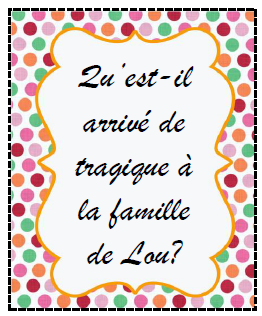 Qu'est-il
arrivé de
tragique à
la famille
de Lou?